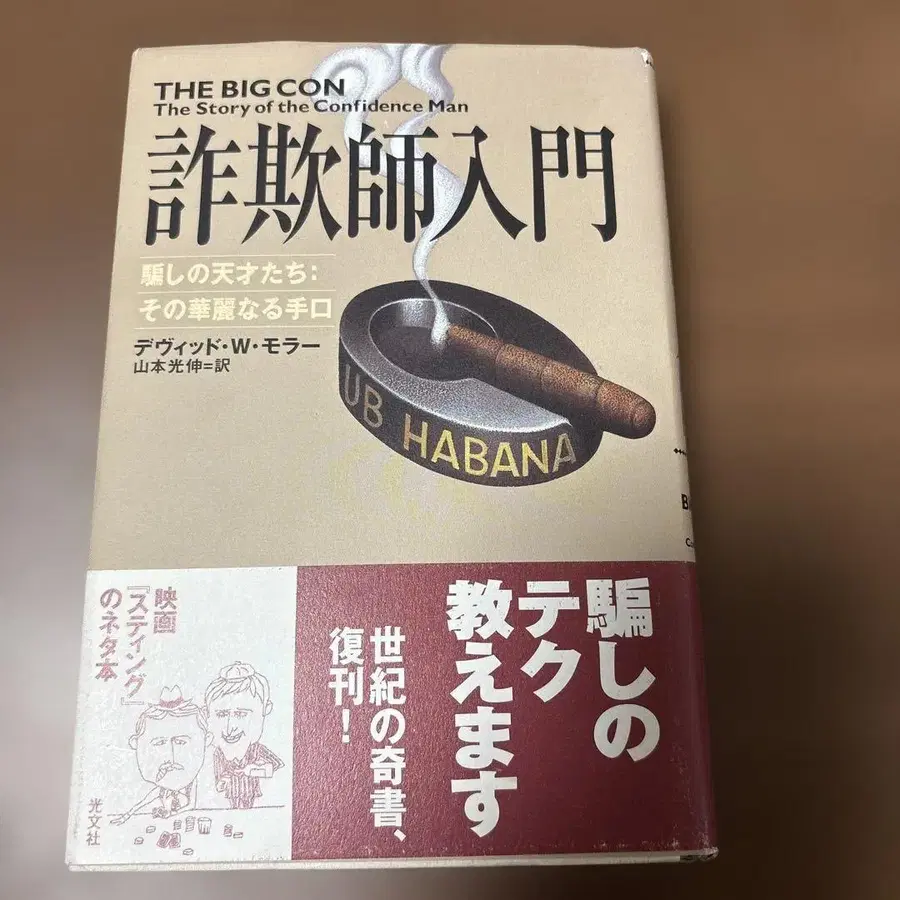 THE BIG CON
The Story of the Confidence Man
詐欺師入門
騙しの天才たち:
その華麗なる手口
デヴィッド・W・モラー
山本光伸=訳
UB HABANA
騙しの
テク
教えます
世紀の奇書、
復刊!
映画
『スティング』
のネタ本
光文社